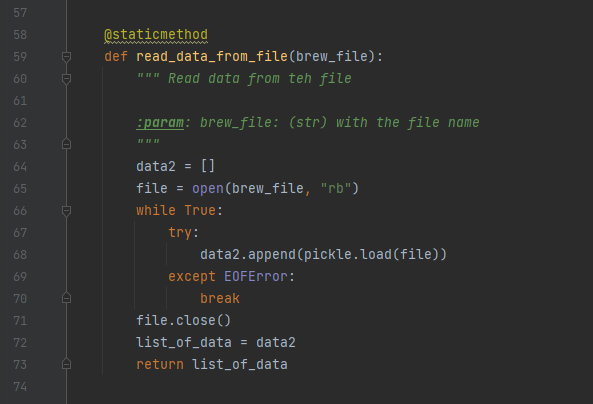 57
58 @staticmethod
59 def read_data_from_file(brew_file):
60 """ Read data from teh file
61
62 :param: brew_file: (str) with the file name
63 """
64 data2 = []
65 file = open(brew_file, "rb")
66 while True:
67 try:
68 data2.append(pickle.load(file))
69 except EOFError:
70 break
71 file.close()
72 list_of_data = data2
73 return list_of_data
74